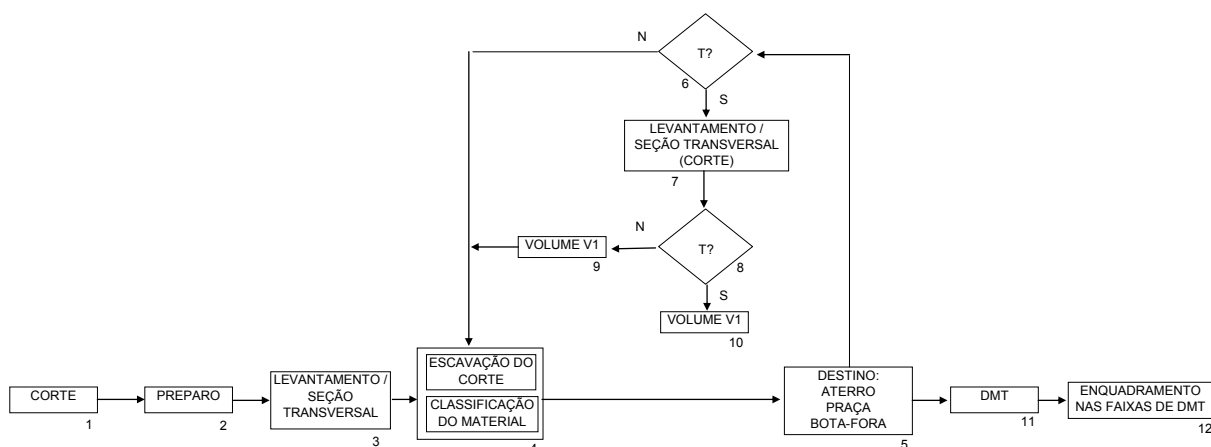 N
T?
6
S
LEVANTAMENTO /
SEÇÃO TRANSVERSAL
(CORTE)
7
N
T?
8
VOLUME V1
9
S
VOLUME V1
10
CORTE
1
PREPARO
2
LEVANTAMENTO /
SEÇÃO
TRANSVERSAL
3
ESCAVAÇÃO DO
CORTE
CLASSIFICAÇÃO
DO MATERIAL
4
DESTINO:
ATERRO
PRAÇA
BOTA-FORA
5
DMT
11
ENQUADRAMENTO
NAS FAIXAS DE DMT
12